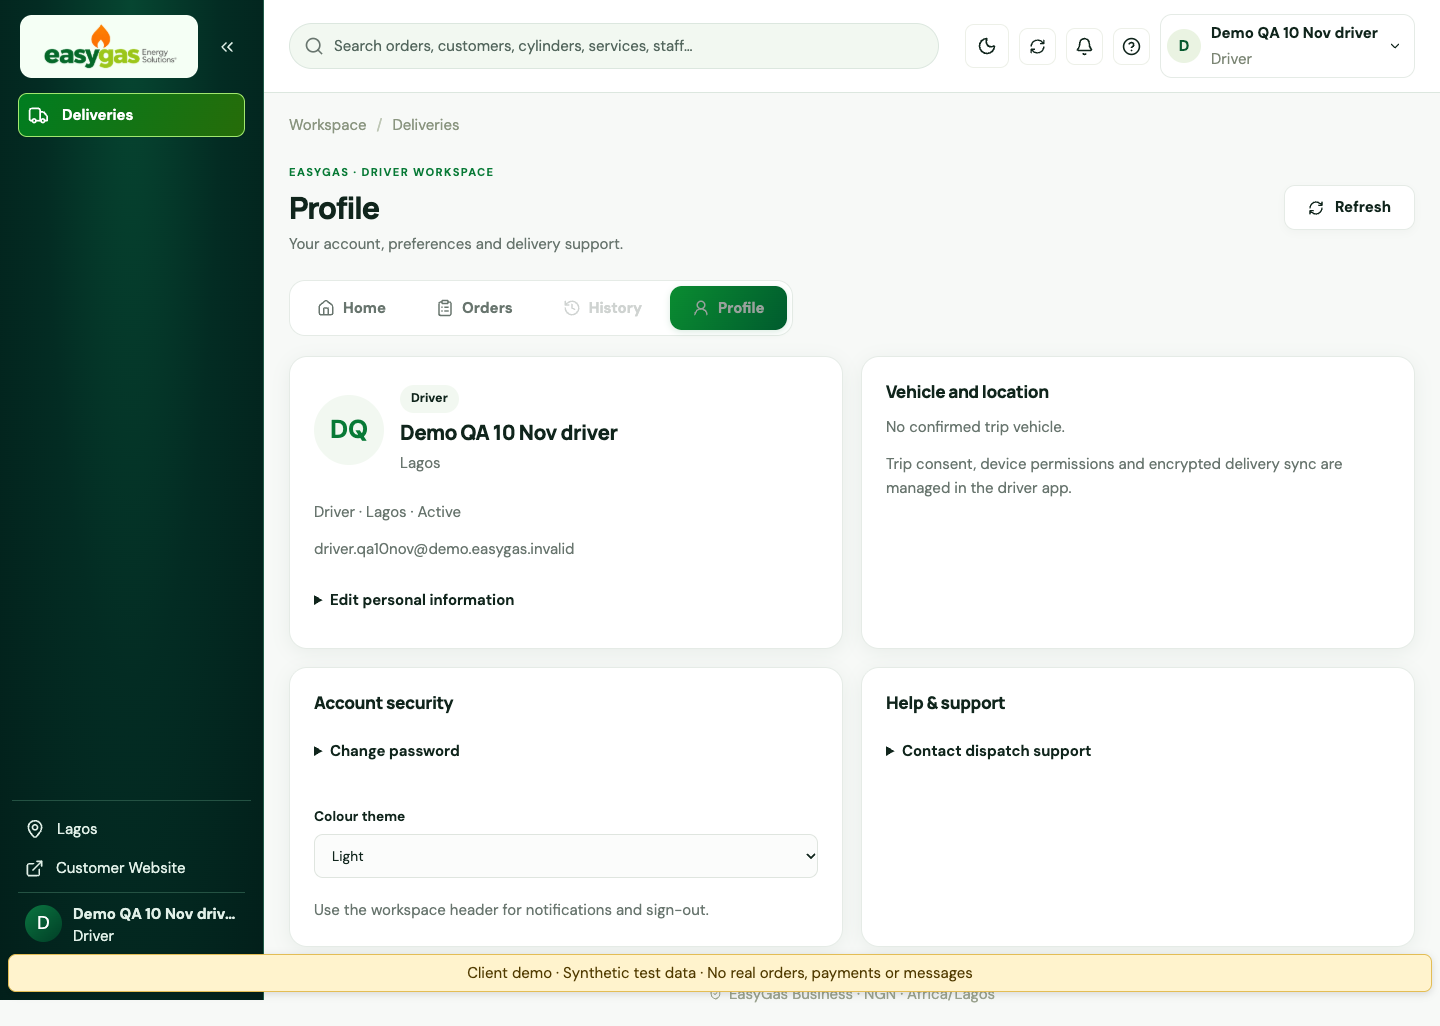 easygas Energy Solutions
Search orders, customers, cylinders, services, staff...
D
Demo QA 10 Nov driver
Driver
Deliveries
Workspace / Deliveries
EASYGAS · DRIVER WORKSPACE
Profile
Your account, preferences and delivery support.
Refresh
Home
Orders
History
Profile
DQ
Driver
Demo QA 10 Nov driver
Lagos
Driver · Lagos · Active
driver.qa10nov@demo.easygas.invalid
Edit personal information
Vehicle and location
No confirmed trip vehicle.
Trip consent, device permissions and encrypted delivery sync are
managed in the driver app.
Account security
Change password
Colour theme
Light
Use the workspace header for notifications and sign-out.
Help & support
Contact dispatch support
Lagos
Customer Website
D
Demo QA 10 Nov driv...
Driver
Client demo · Synthetic test data · No real orders, payments or messages
EasyGas Business · NGN · Africa/Lagos